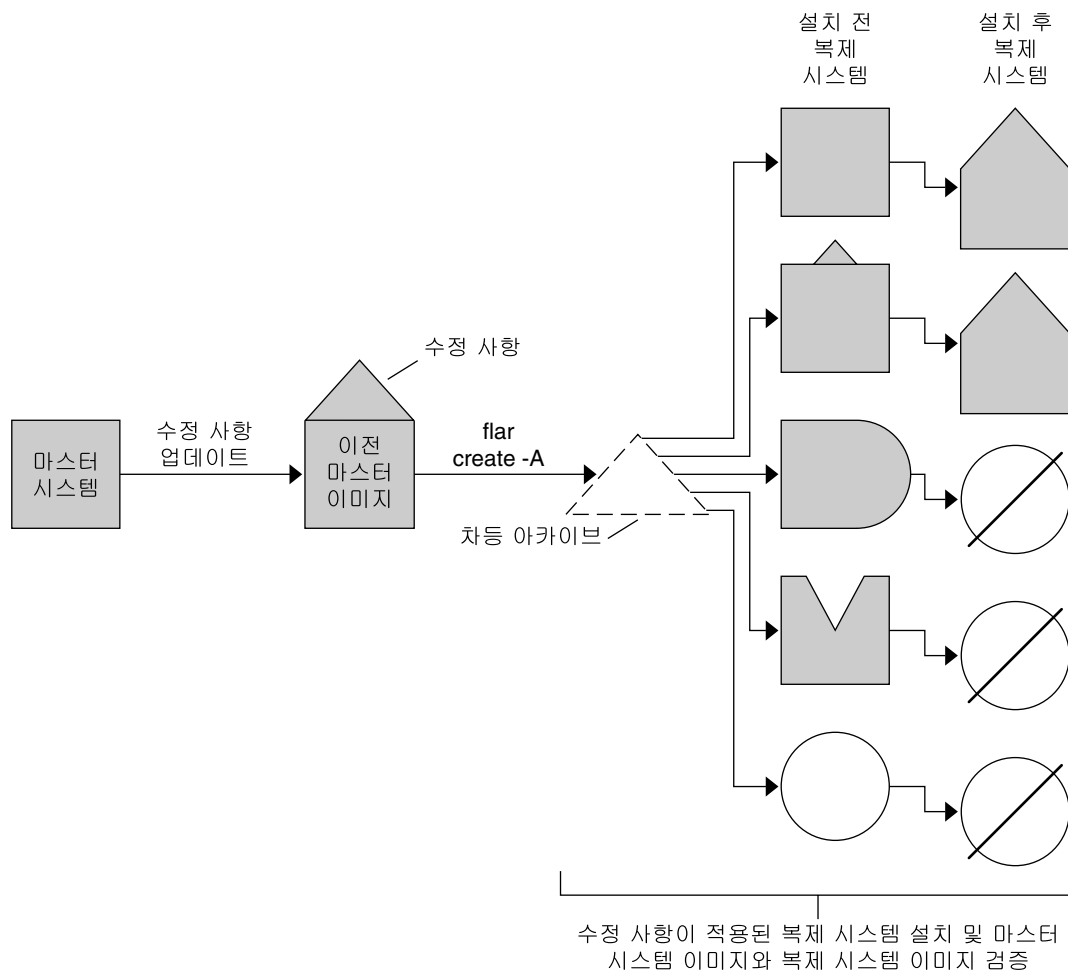 설치 전
복제
시스템
설치 후
복제
시스템
수정 사항
마스터
시스템
수정 사항
업데이트
이전
마스터
이미지
flar
create -A
차등 아카이브
수정 사항이 적용된 복제 시스템 설치 및 마스터
시스템 이미지와 복제 시스템 이미지 검증